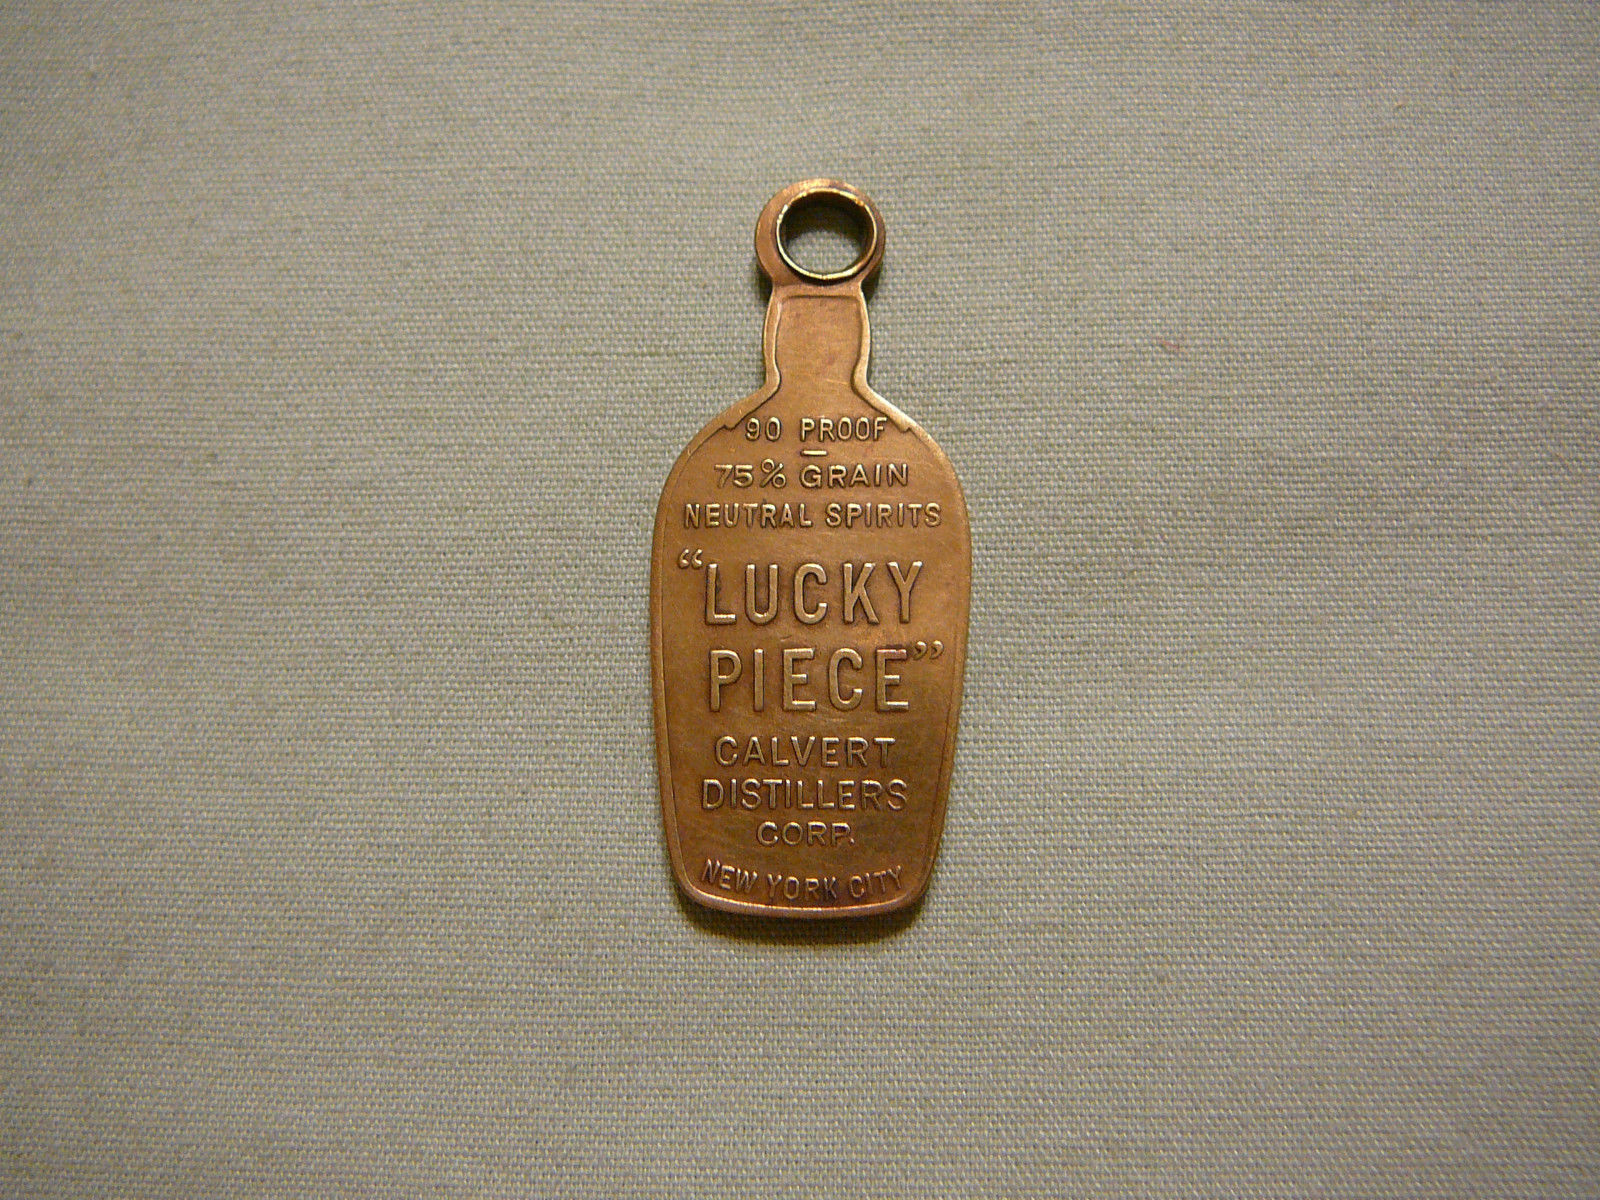 90 PROOF
75% GRAIN
NEUTRAL SPIRITS
“LUCKY
PIECE”
CALVERT
DISTILLERS
CORP.
NEW YORK CITY